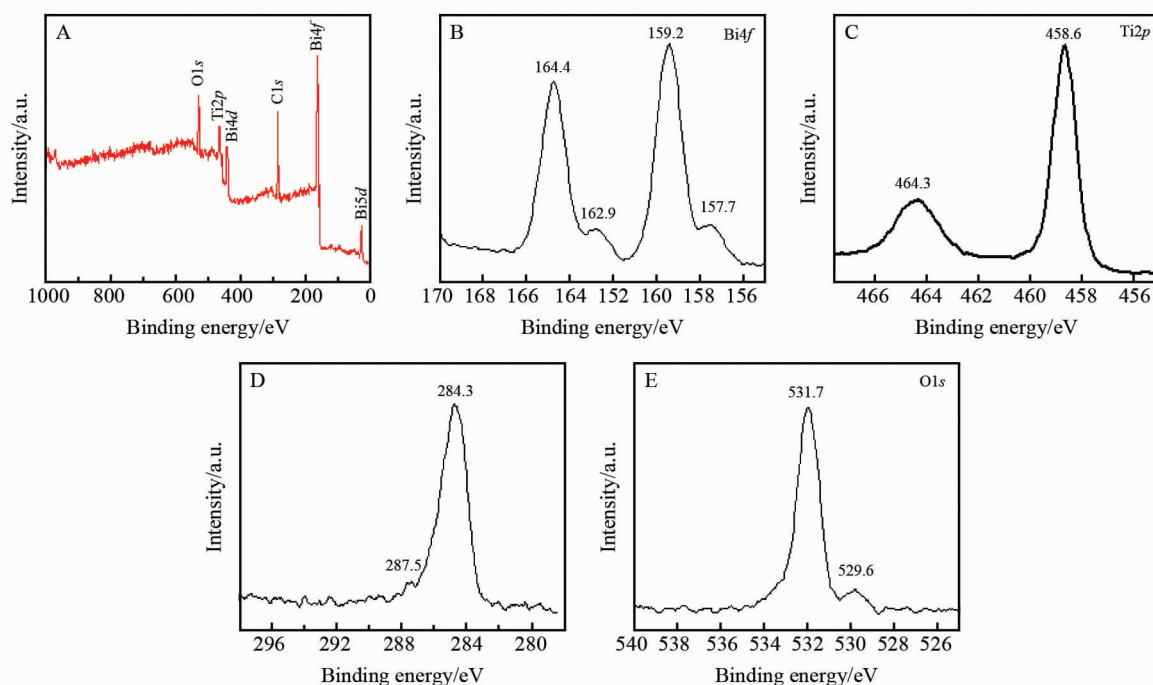 A
O1s
Ti2p
Bi4d
C1s
Bi4f
Bi5d
Intensity/a.u.
1000 800 600 400 200 0
Binding energy/eV
B
Bi4f
164.4
162.9
159.2
157.7
Intensity/a.u.
170 168 166 164 162 160 158 156
Binding energy/eV
C
Ti2p
464.3
458.6
Intensity/a.u.
466 464 462 460 458 456
Binding energy/eV
D
284.3
287.5
Intensity/a.u.
296 292 288 284 280
Binding energy/eV
E
O1s
531.7
529.6
Intensity/a.u.
540 538 536 534 532 530 528 526
Binding energy/eV